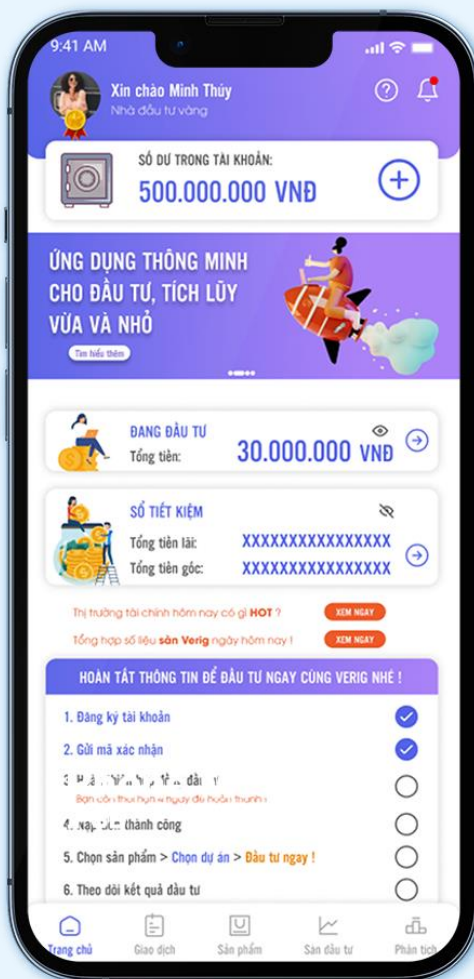 9:41 AM
Xin chào Minh Thúy
Nhà đầu tư vàng
SỐ DƯ TRONG TÀI KHOẢN:
500.000.000 VNĐ
ỨNG DỤNG THÔNG MINH
CHO ĐẦU TƯ, TÍCH LŨY
VỪA VÀ NHỎ
Tìm hiểu thêm
ĐANG ĐẦU TƯ
Tổng tiền:
30.000.000 VNĐ
SỔ TIẾT KIỆM
Tổng tiền lãi: XXXXXXXXXXXXXXXX
Tổng tiền gốc: XXXXXXXXXXXXXXXX
Thị trường tài chính hôm nay có gì HOT ? XEM NGAY
Tổng hợp số liệu sàn Verig ngày hôm nay ! XEM NGAY
HOÀN TẤT THÔNG TIN ĐỂ ĐẦU TƯ NGAY CÙNG VERIG NHÉ !
1. Đăng ký tài khoản
2. Gửi mã xác nhận
3.
4. thành công
5. Chọn sản phẩm > Chọn dự án > Đầu tư ngay !
6. Theo dõi kết quả đầu tư
Trang chủ
Giao dịch
Sản phẩm
Sàn đầu tư
Phân tích